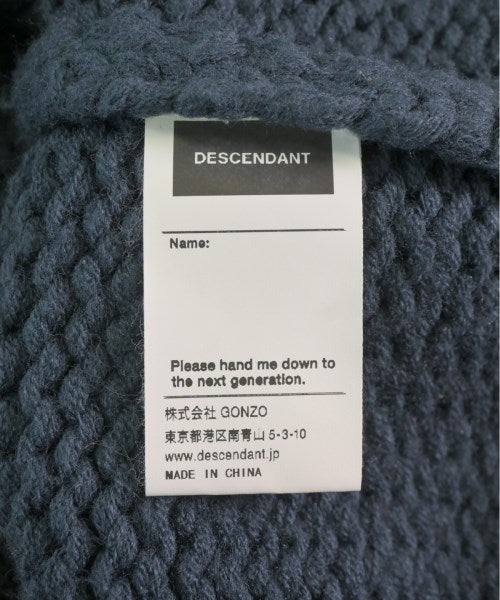 DESCENDANT
Name:
Please hand me down to
the next generation.
株式会社 GONZO
東京都港区南青山 5-3-10
www.descendant.jp
MADE IN CHINA